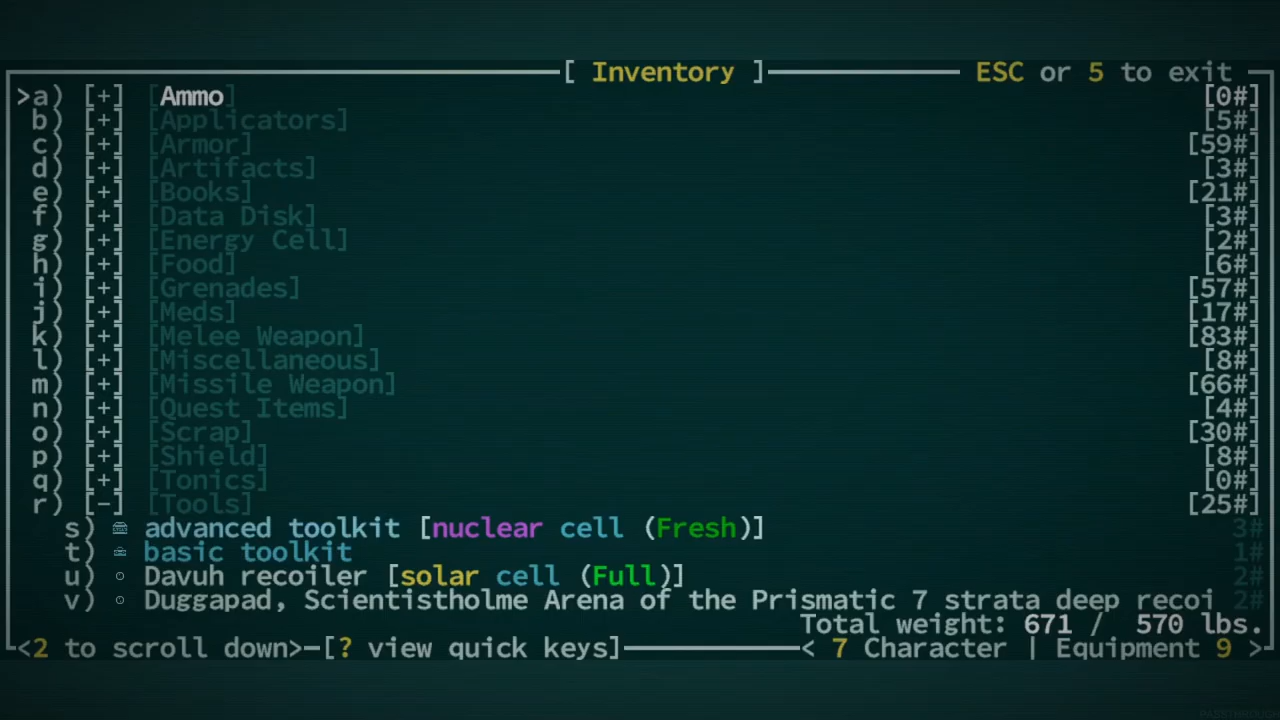 [ Inventory ] ESC or 5 to exit
>a) [+] [Ammo] [0#]
b) [+] [Applicators] [5#]
c) [+] [Armor] [59#]
d) [+] [Artifacts] [3#]
e) [+] [Books] [21#]
f) [+] [Data Disk] [3#]
g) [+] [Energy Cell] [2#]
h) [+] [Food] [6#]
i) [+] [Grenades] [57#]
j) [+] [Meds] [17#]
k) [+] [Melee Weapon] [83#]
l) [+] [Miscellaneous] [8#]
m) [+] [Missile Weapon] [66#]
n) [+] [Quest Items] [4#]
o) [+] [Scrap] [30#]
p) [+] [Shield] [8#]
q) [+] [Tonics] [0#]
r) [-] [Tools] [25#]
s) advanced toolkit [nuclear cell (Fresh)] 3#
t) basic toolkit 1#
u) Davuh recoiler [solar cell (Full)] 2#
v) Duggapad, Scientistholme Arena of the Prismatic 7 strata deep recoi 2#
Total weight: 671 / 570 lbs.
<2 to scroll down> [? view quick keys] < 7 Character | Equipment 9 >